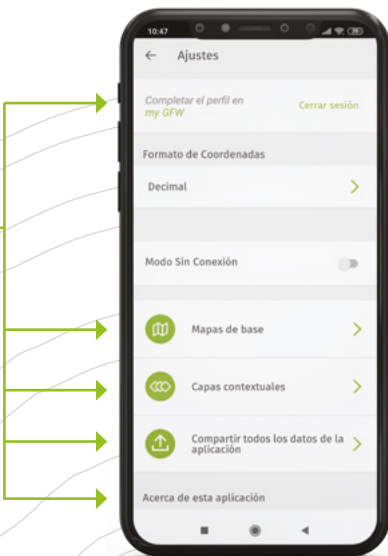 10:47
Ajustes
Completar el perfil en
my GFW
Cerrar sesión
Formato de Coordenadas
Decimal
Modo Sin Conexión
Mapas de base
Capas contextuales
Compartir todos los datos de la
aplicación
Acerca de esta aplicación